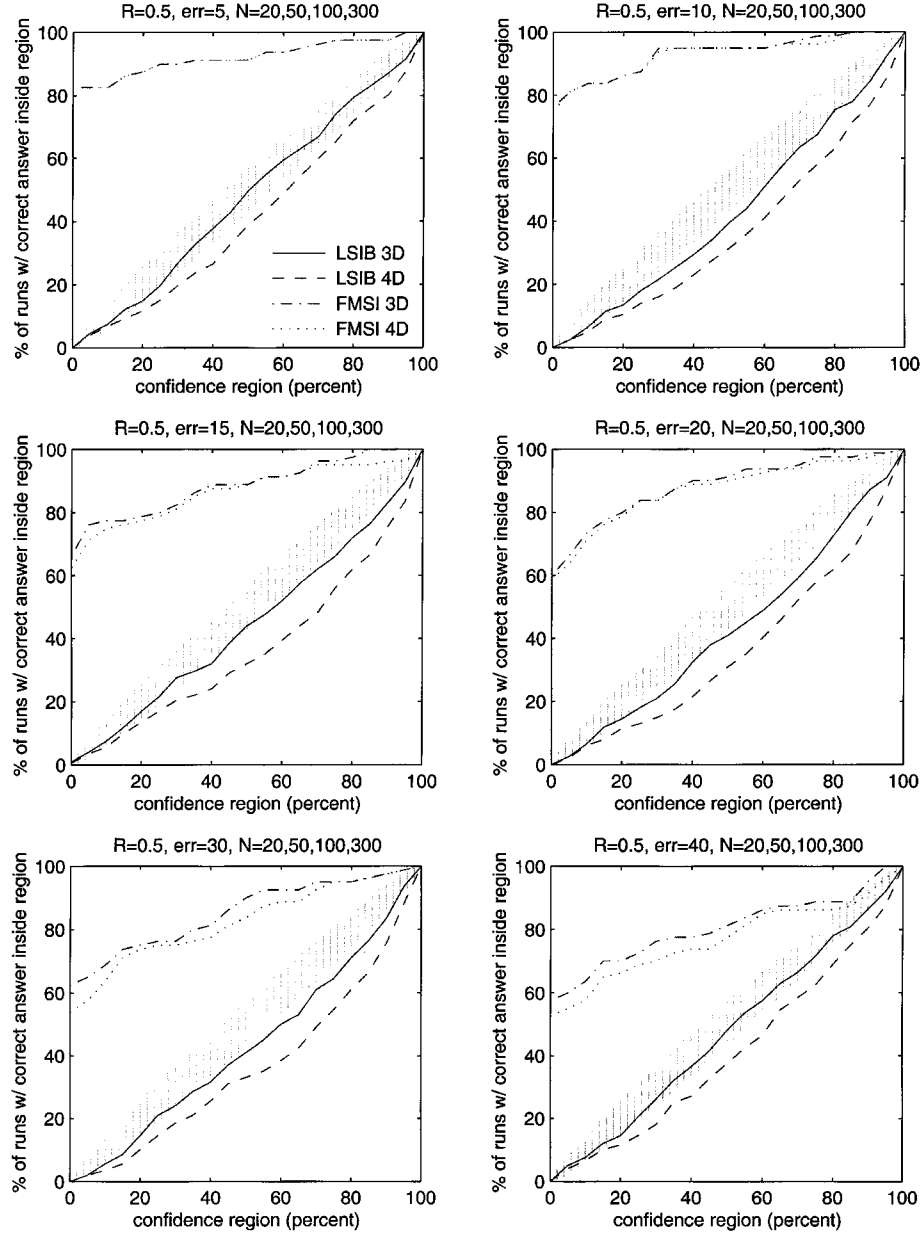 R=0.5, err=5, N=20,50,100,300
% of runs w/ correct answer inside region
100
80
60
40
20
0
LSIB 3D
LSIB 4D
FMSI 3D
FMSI 4D
0 20 40 60 80 100
confidence region (percent)
R=0.5, err=10, N=20,50,100,300
% of runs w/ correct answer inside region
100
80
60
40
20
0
0 20 40 60 80 100
confidence region (percent)
R=0.5, err=15, N=20,50,100,300
% of runs w/ correct answer inside region
100
80
60
40
20
0
0 20 40 60 80 100
confidence region (percent)
R=0.5, err=20, N=20,50,100,300
% of runs w/ correct answer inside region
100
80
60
40
20
0
0 20 40 60 80 100
confidence region (percent)
R=0.5, err=30, N=20,50,100,300
% of runs w/ correct answer inside region
100
80
60
40
20
0
0 20 40 60 80 100
confidence region (percent)
R=0.5, err=40, N=20,50,100,300
% of runs w/ correct answer inside region
100
80
60
40
20
0
0 20 40 60 80 100
confidence region (percent)